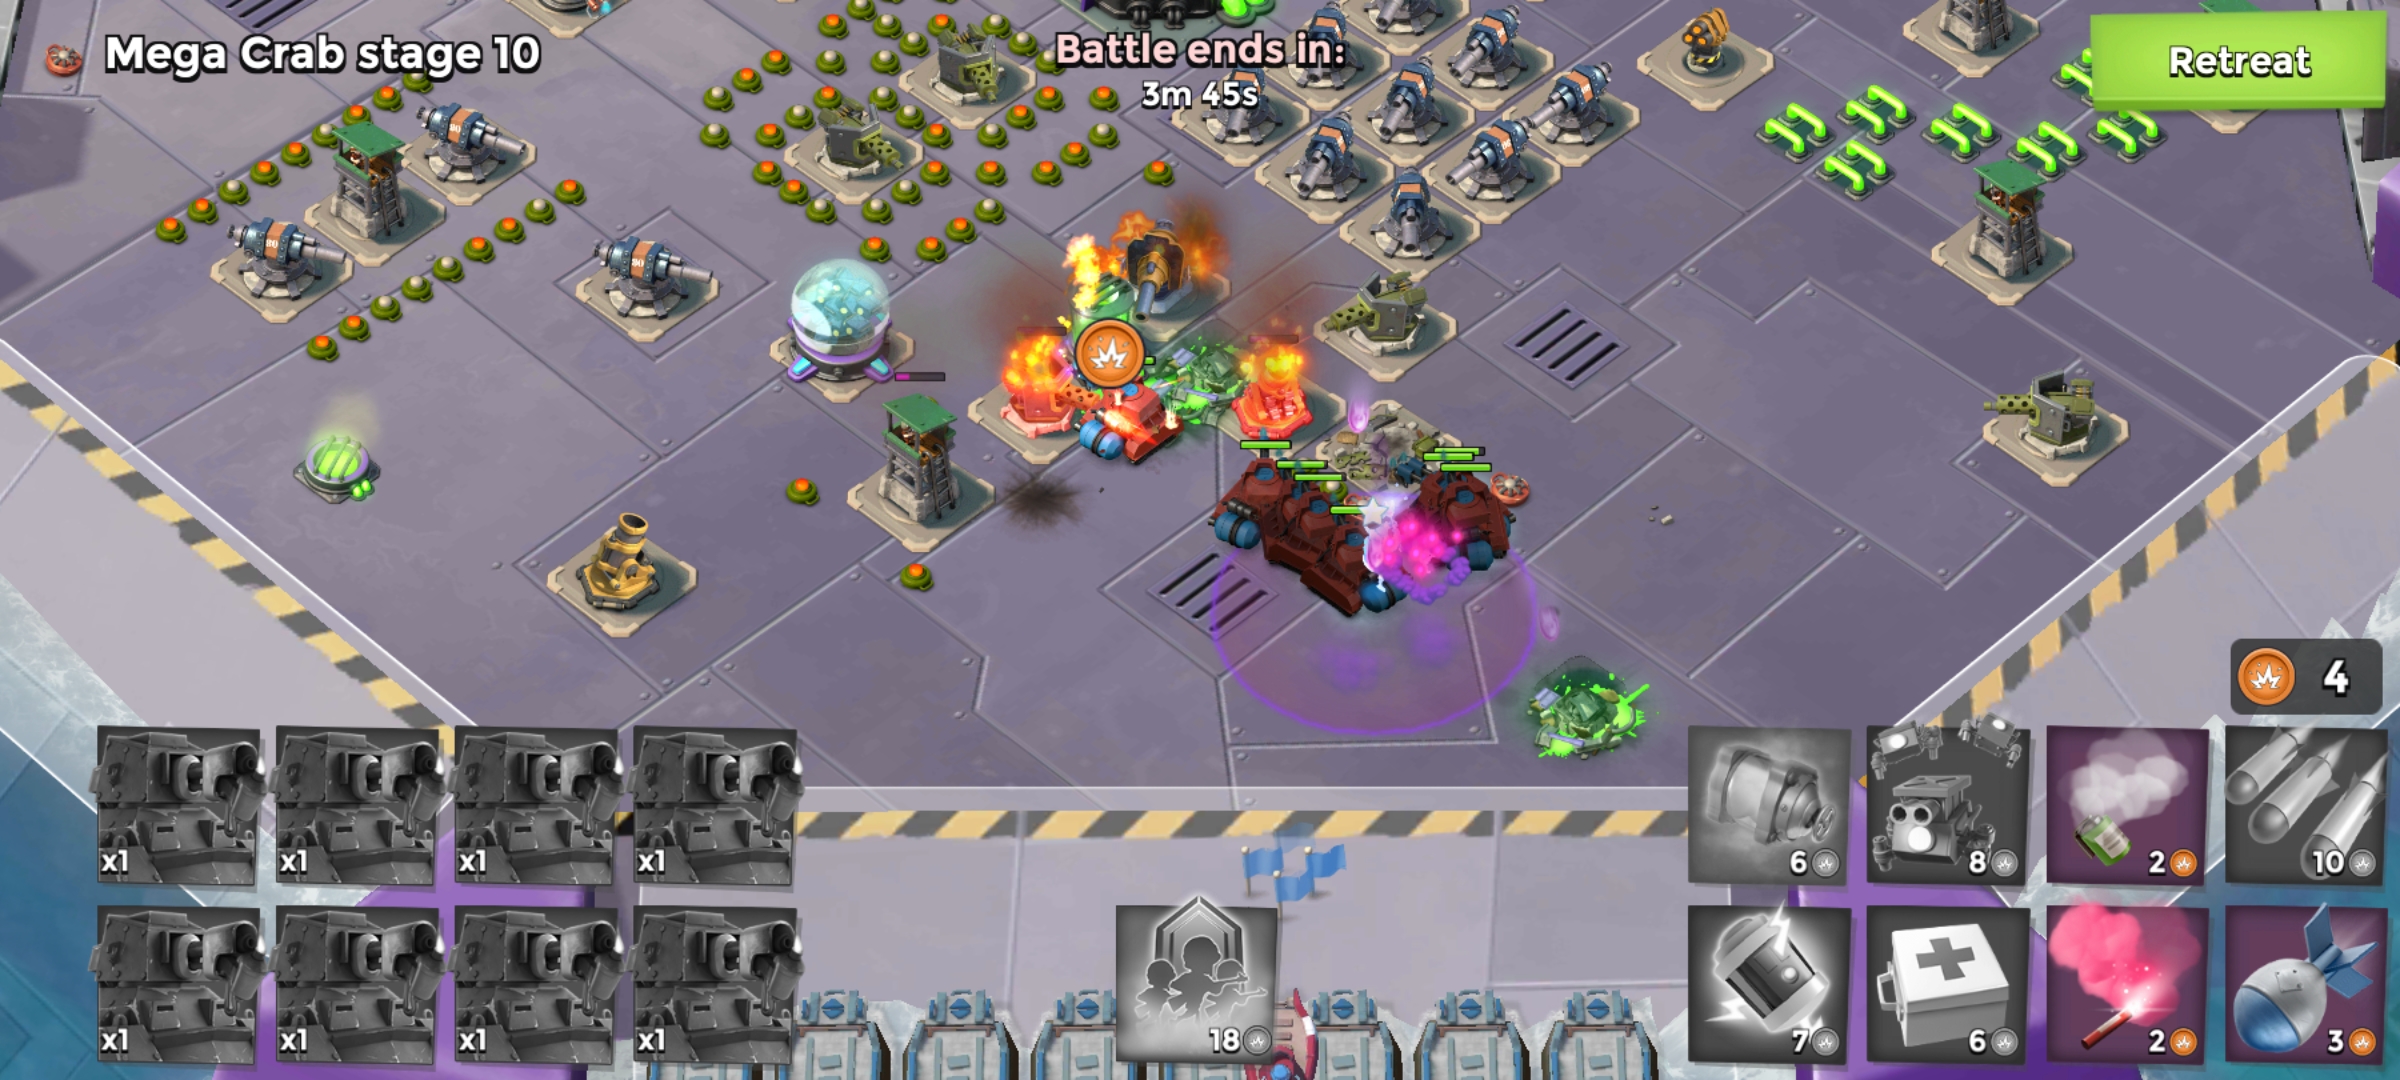 Mega Crab stage 10
Battle ends in:
3m 45s
Retreat
4
x1
x1
x1
x1
6
8
2
10
x1
x1
x1
x1
18
7
6
2
3